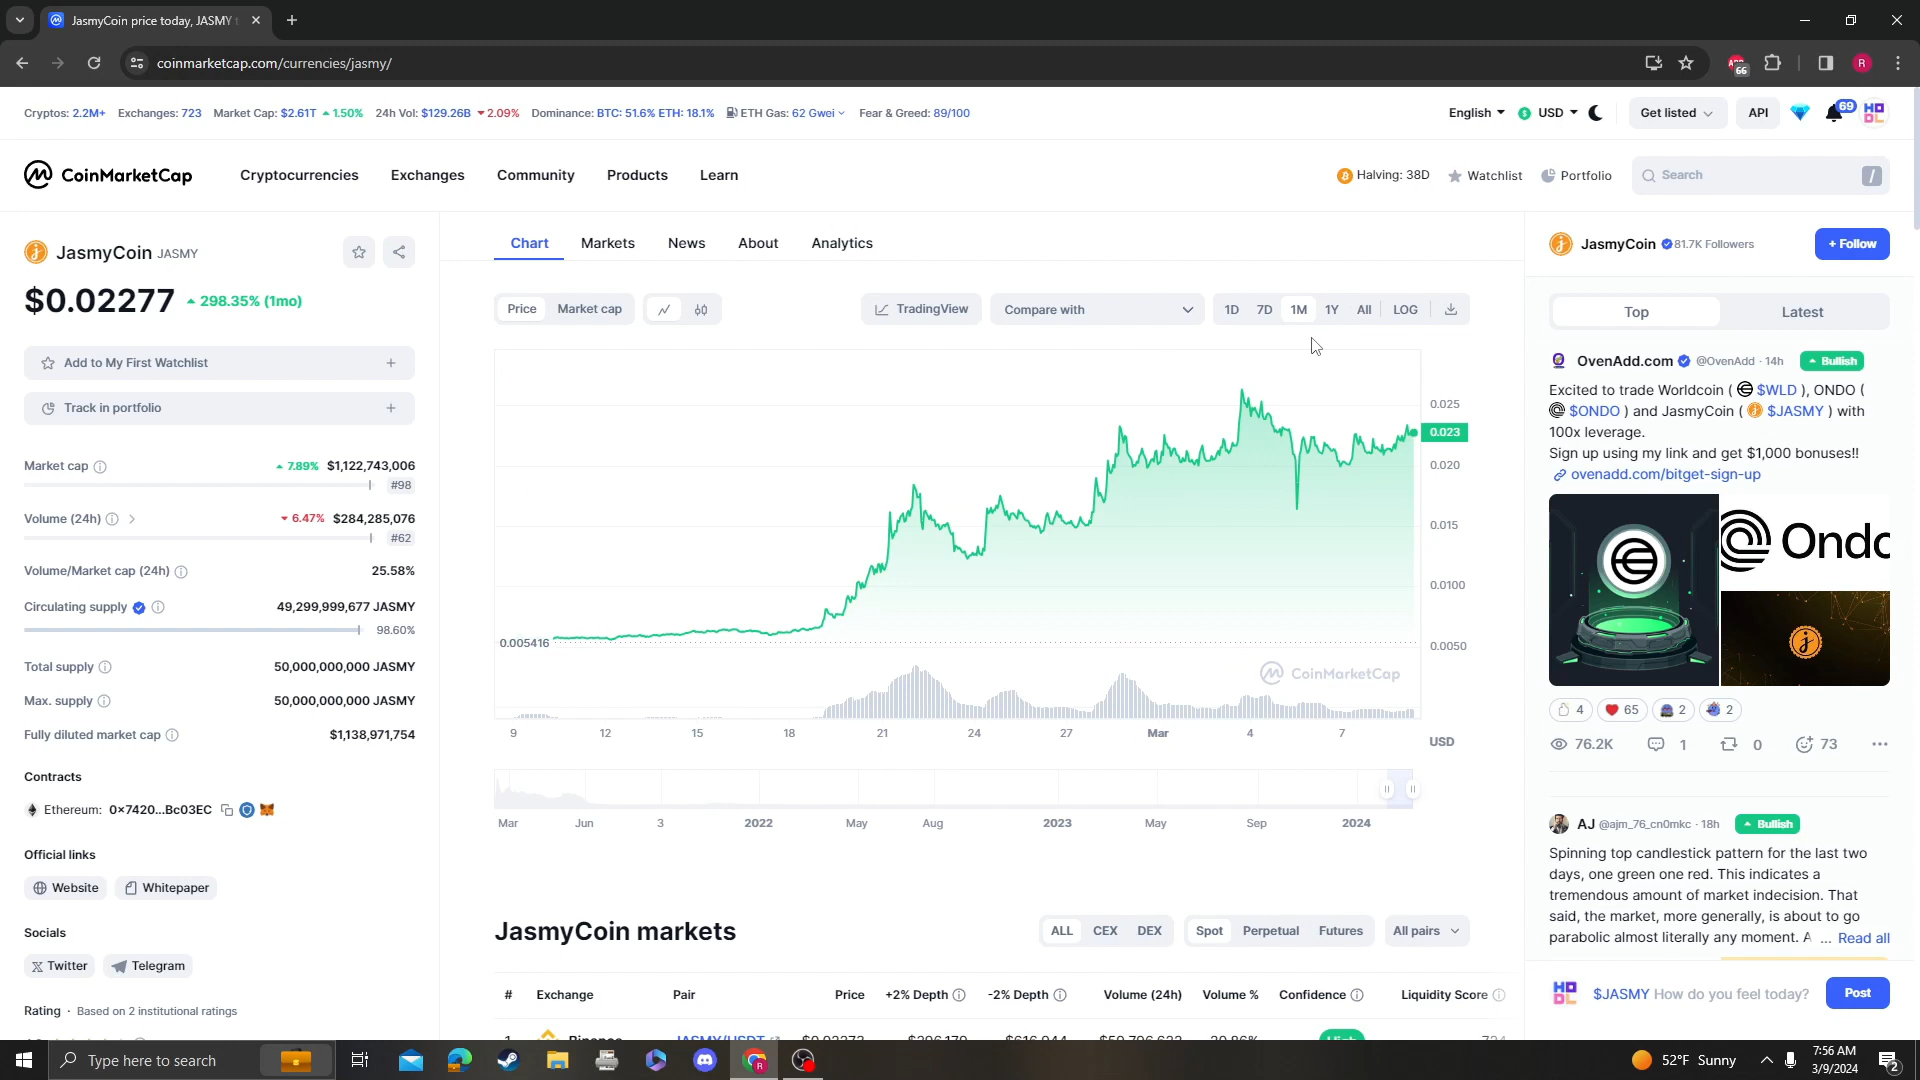 JasmyCoin price today, JASMY t
coinmarketcap.com/currencies/jasmy/
66
R
Cryptos: 2.2M+ Exchanges: 723 Market Cap: $2.61T 1.50% 24h Vol: $129.26B 2.09% Dominance: BTC: 51.6% ETH: 18.1% ETH Gas: 62 Gwei Fear & Greed: 89/100
English USD Get listed API 69
CoinMarketCap Cryptocurrencies Exchanges Community Products Learn
Halving: 38D Watchlist Portfolio Search /
JasmyCoin JASMY
$0.02277 298.35% (1mo)
Add to My First Watchlist +
Track in portfolio +
Market cap 7.89% $1,122,743,006
#98
Volume (24h) 6.47% $284,285,076
#62
Volume/Market cap (24h) 25.58%
Circulating supply 49,299,999,677 JASMY
98.60%
Total supply 50,000,000,000 JASMY
Max. supply 50,000,000,000 JASMY
Fully diluted market cap $1,138,971,754
Contracts
Ethereum: 0x7420...Bc03EC
Official links
Website Whitepaper
Socials
Twitter Telegram
Rating · Based on 2 institutional ratings
Chart Markets News About Analytics
Price Market cap TradingView Compare with 1D 7D 1M 1Y All LOG
0.025
0.023
0.020
0.015
0.0100
0.005416
0.0050
CoinMarketCap
9 12 15 18 21 24 27 Mar 4 7
USD
Mar Jun 3 2022 May Aug 2023 May Sep 2024
JasmyCoin markets
ALL CEX DEX Spot Perpetual Futures All pairs
# Exchange Pair Price +2% Depth -2% Depth Volume (24h) Volume % Confidence Liquidity Score
JasmyCoin 81.7K Followers
+ Follow
Top Latest
OvenAdd.com @OvenAdd · 14h Bullish
Excited to trade Worldcoin ( $WLD ), ONDO (
$ONDO ) and JasmyCoin ( $JASMY ) with
100x leverage.
Sign up using my link and get $1,000 bonuses!!
ovenadd.com/bitget-sign-up
Ondo
4 65 2 2
76.2K 1 0 73 ...
AJ @ajm_76_cn0mkc · 18h Bullish
Spinning top candlestick pattern for the last two
days, one green one red. This indicates a
tremendous amount of market indecision. That
said, the market, more generally, is about to go
parabolic almost literally any moment. A ... Read all
HODL $JASMY How do you feel today? Post
Type here to search
52°F Sunny
7:56 AM
3/9/2024
2